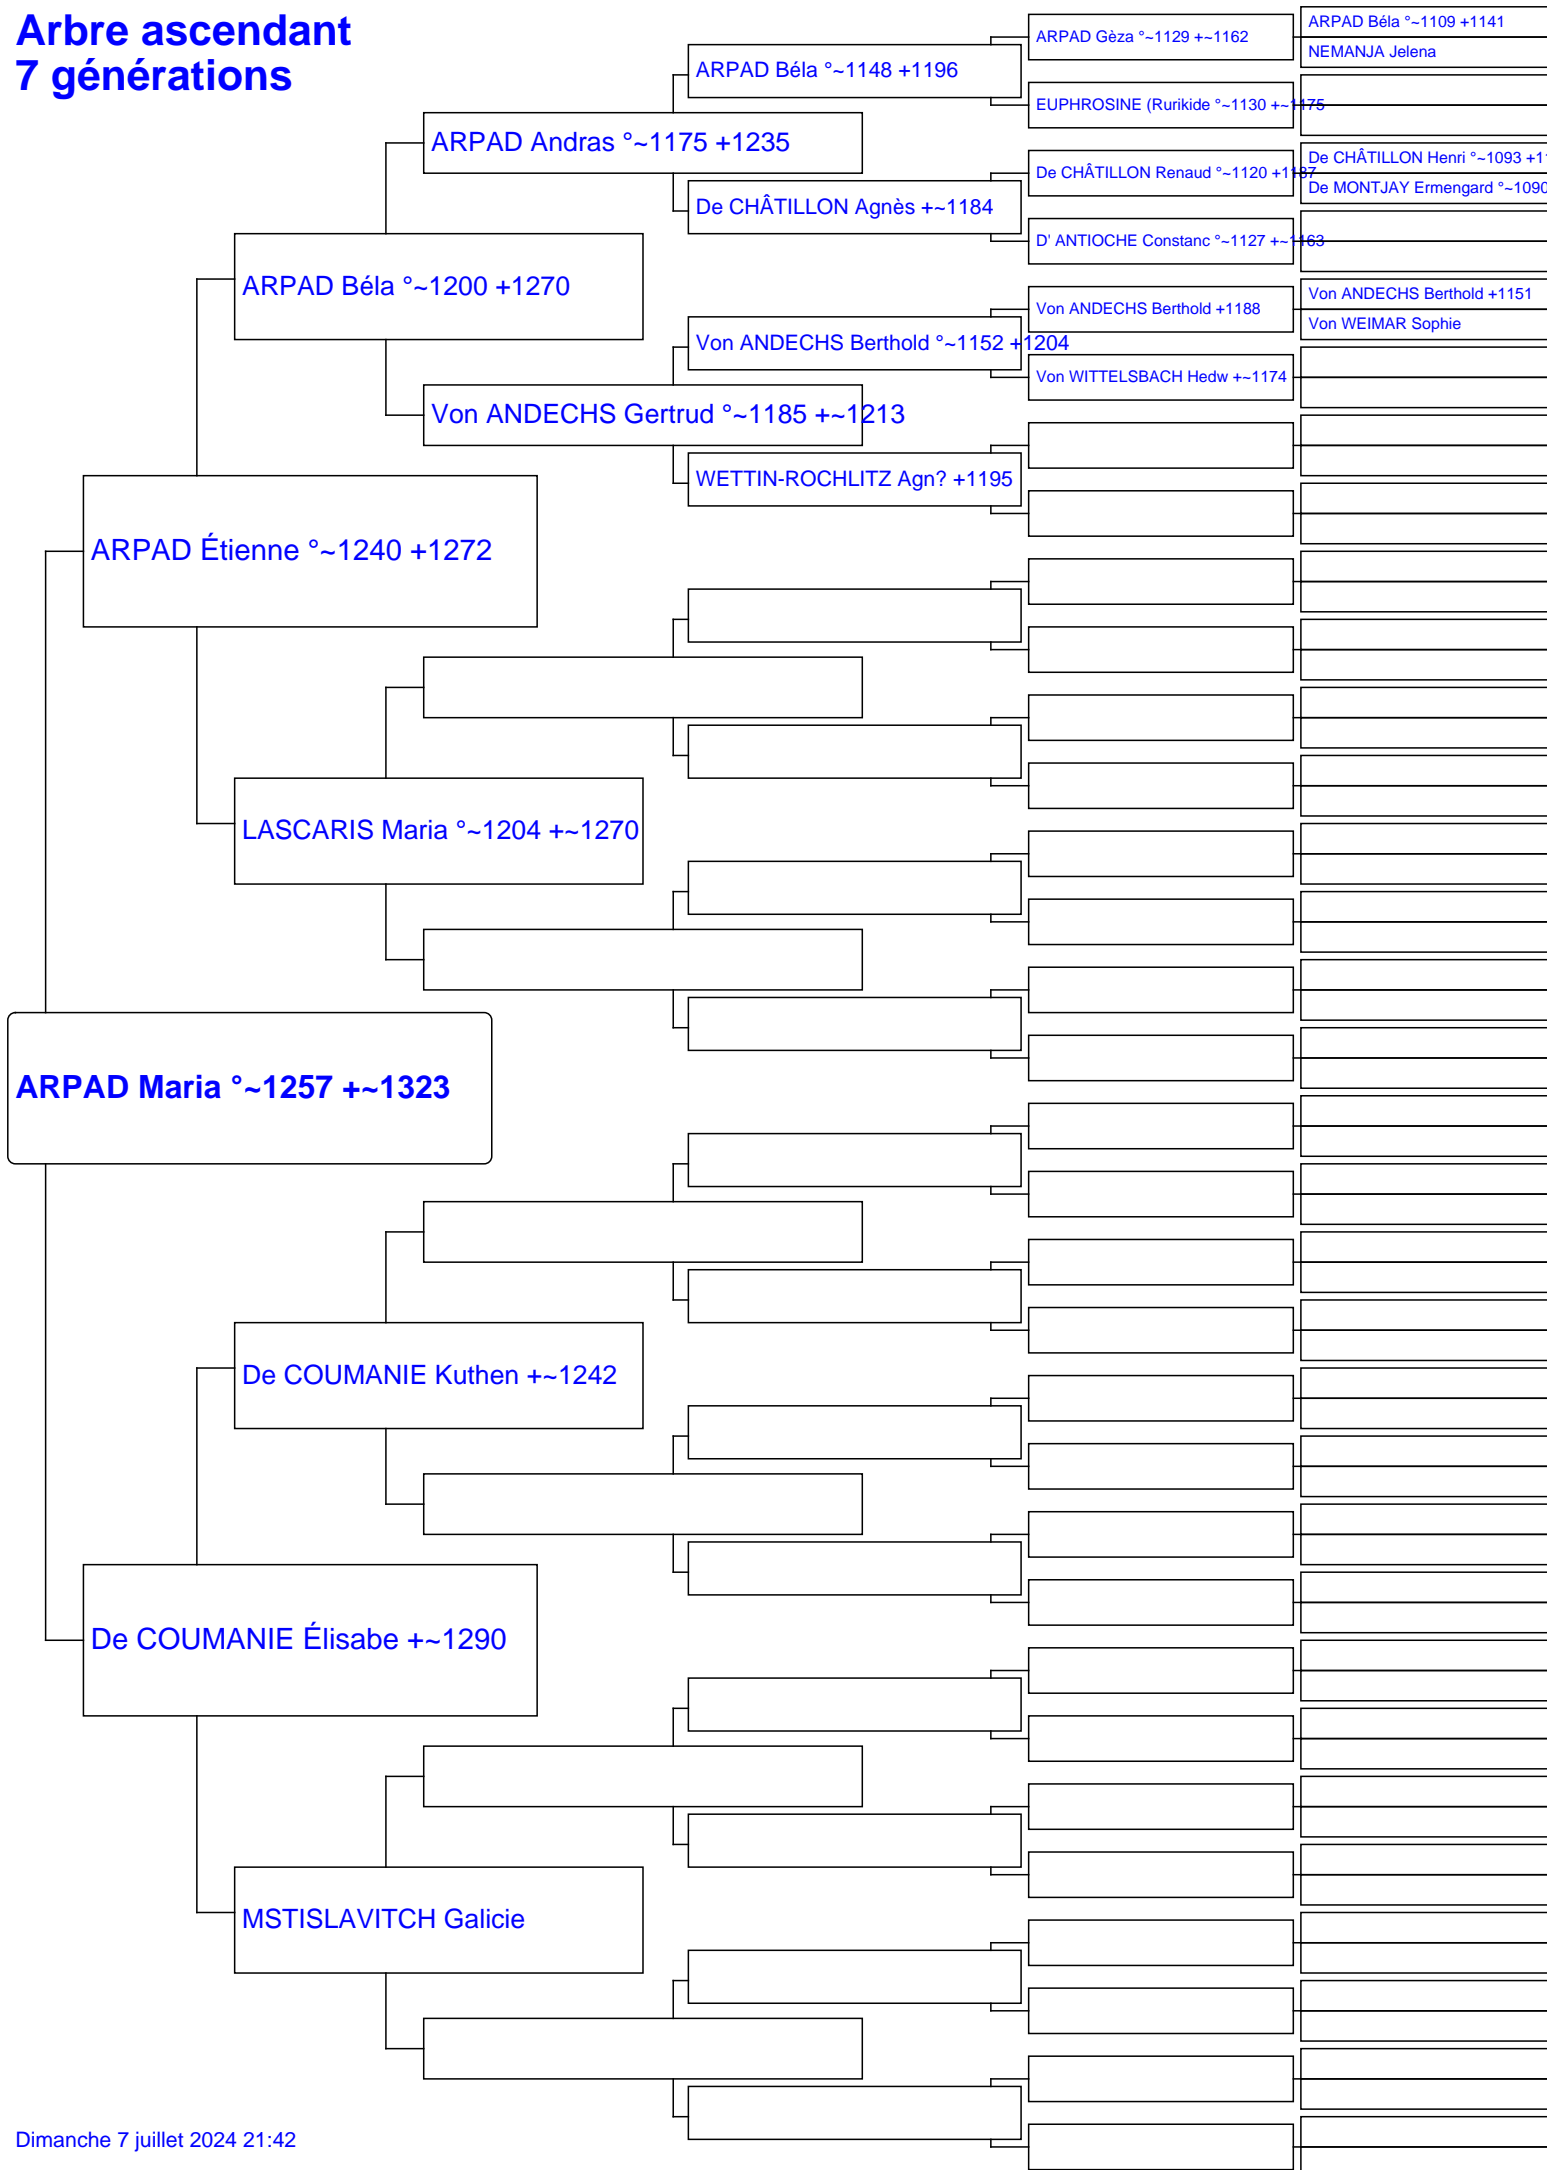 Arbre ascendant
7 générations
ARPAD Maria °~1257 +~1323
ARPAD Étienne °~1240 +1272
De COUMANIE Élisabe +~1290
ARPAD Béla °~1200 +1270
LASCARIS Maria °~1204 +~1270
De COUMANIE Kuthen +~1242
MSTISLAVITCH Galicie
ARPAD Andras °~1175 +1235
Von ANDECHS Gertrud °~1185 +~1213
ARPAD Béla °~1148 +1196
De CHÂTILLON Agnès +~1184
Von ANDECHS Berthold °~1152 +1204
WETTIN-ROCHLITZ Agn? +1195
ARPAD Gèza °~1129 +~1162
EUPHROSINE (Rurikide °~1130 +~1175
De CHÂTILLON Renaud °~1120 +1187
D' ANTIOCHE Constanc °~1127 +~1163
Von ANDECHS Berthold +1188
Von WITTELSBACH Hedw +~1174
ARPAD Béla °~1109 +1141
NEMANJA Jelena
De CHÂTILLON Henri °~1093 +1
De MONTJAY Ermengard °~1090
Von ANDECHS Berthold +1151
Von WEIMAR Sophie
Dimanche 7 juillet 2024 21:42